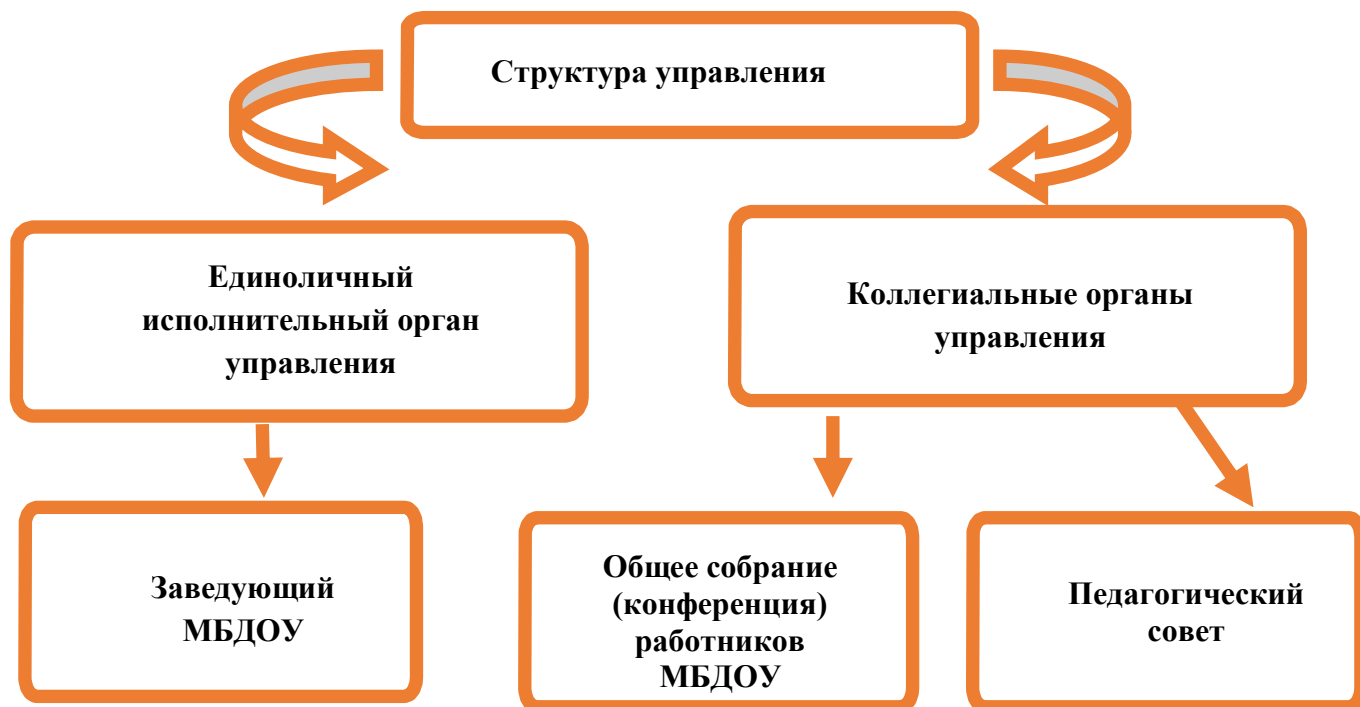 Структура управления
Единоличный
исполнительный орган
управления
Коллегиальные органы
управления
Заведующий
МБДОУ
Общее собрание
(конференция)
работников
МБДОУ
Педагогический
совет